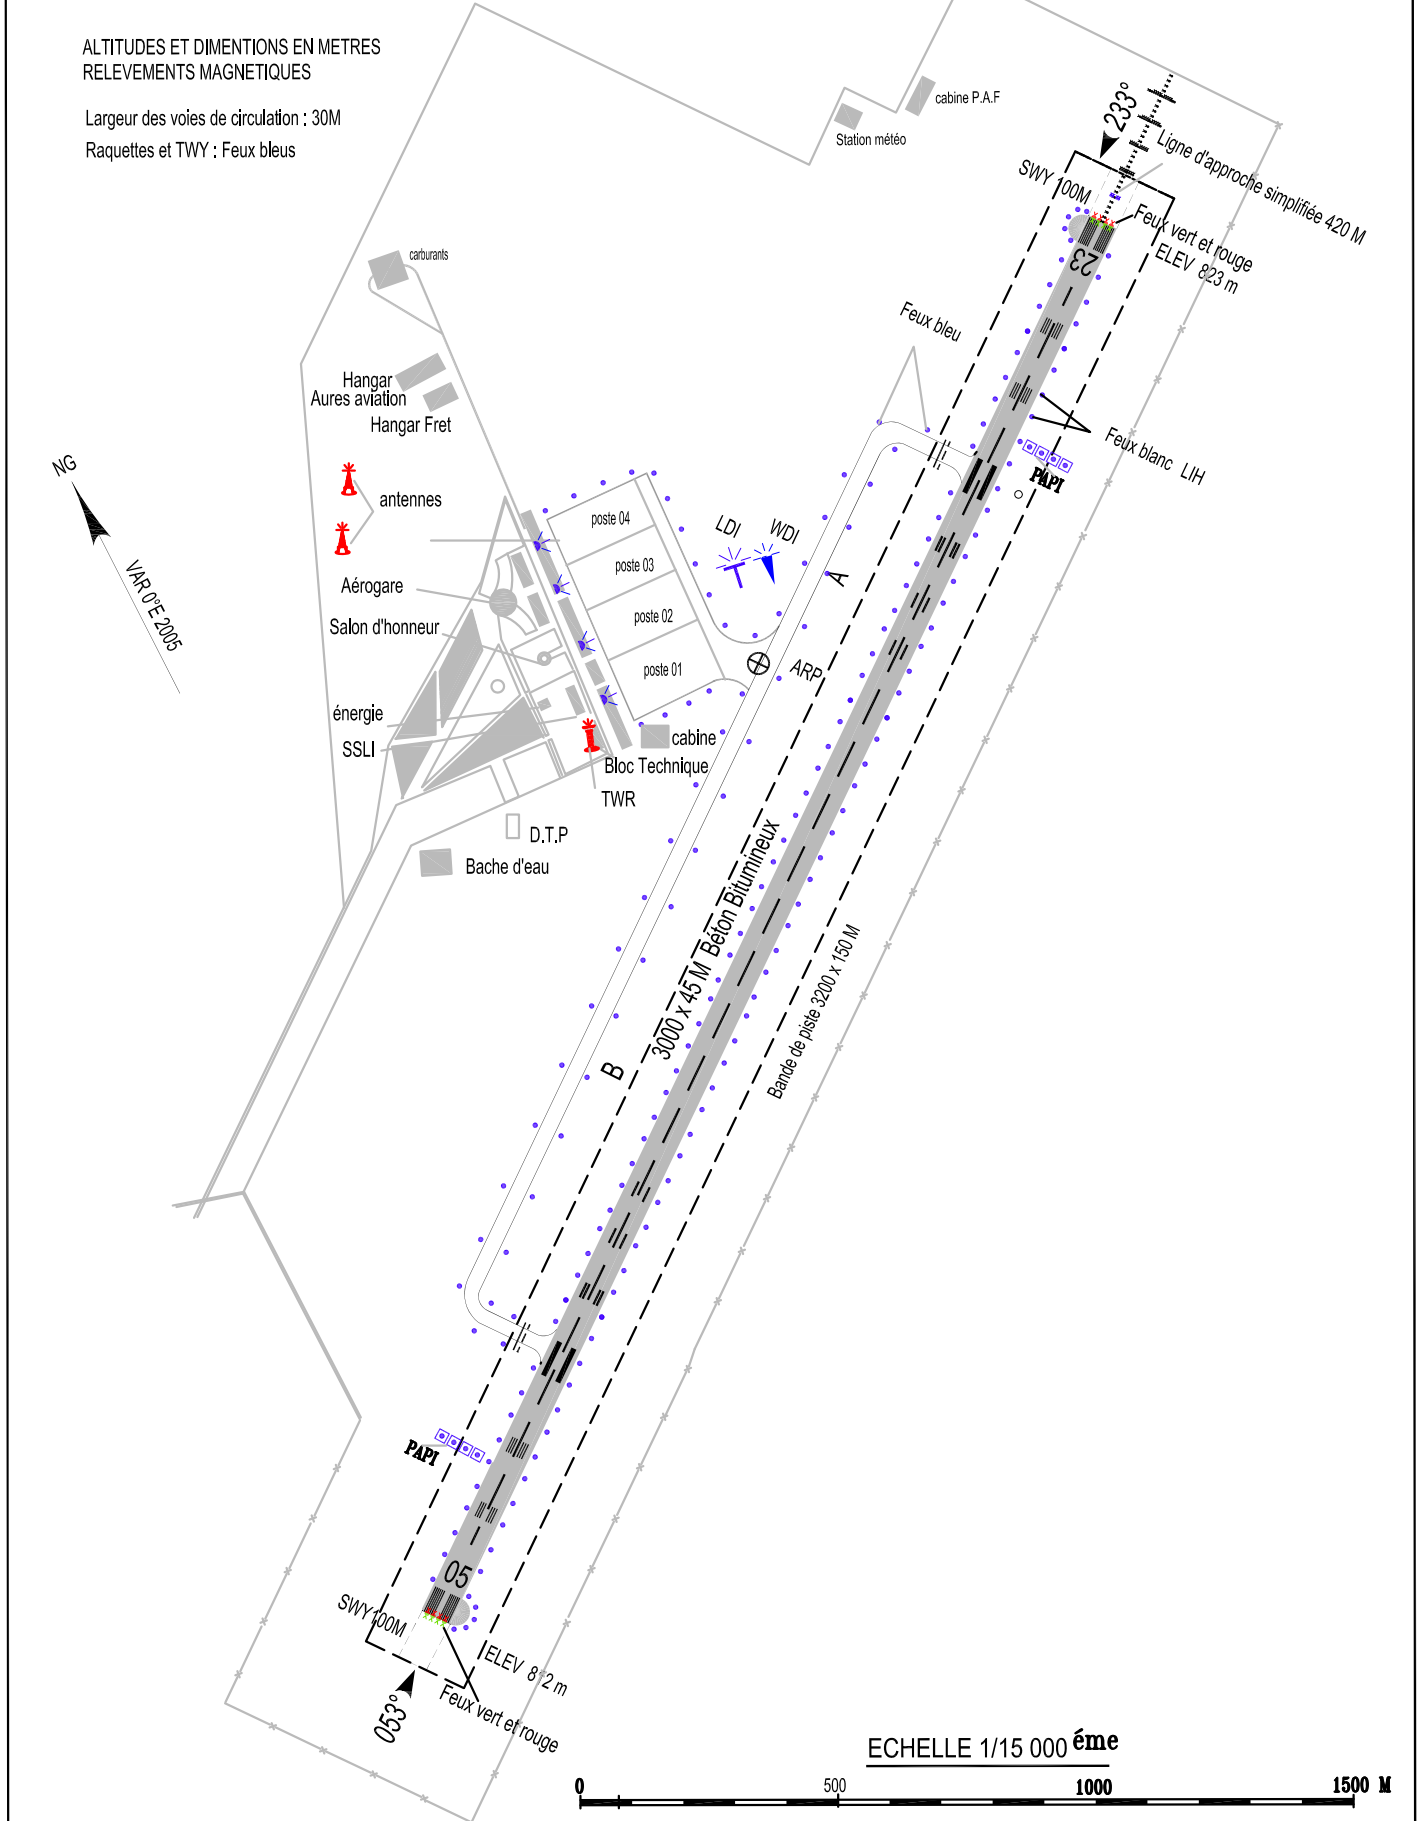 ALTITUDES ET DIMENTIONS EN METRES
RELEVEMENTS MAGNETIQUES
Largeur des voies de circulation : 30M
Raquettes et TWY : Feux bleus
cabine P.A.F
Station météo
233°
Ligne d'approche simplifiée 420 M
SWY 100M
Feux vert et rouge
ELEV 823 m
23
carburants
Feux bleu
Hangar
Aures aviation
Hangar Fret
Feux blanc LIH
PAPI
NG
VAR 0°E 2005
antennes
poste 04
poste 03
poste 02
poste 01
LDI
WDI
A
Aérogare
Salon d'honneur
ARP
énergie
SSLI
cabine
Bloc Technique
TWR
D.T.P
Bache d'eau
3000 x 45 M Béton Bitumineux
Bande de piste 3200 x 150 M
B
PAPI
05
SWY100M
ELEV 8 2 m
053°
Feux vert et rouge
ECHELLE 1/15 000 éme
0 500 1000 1500 M